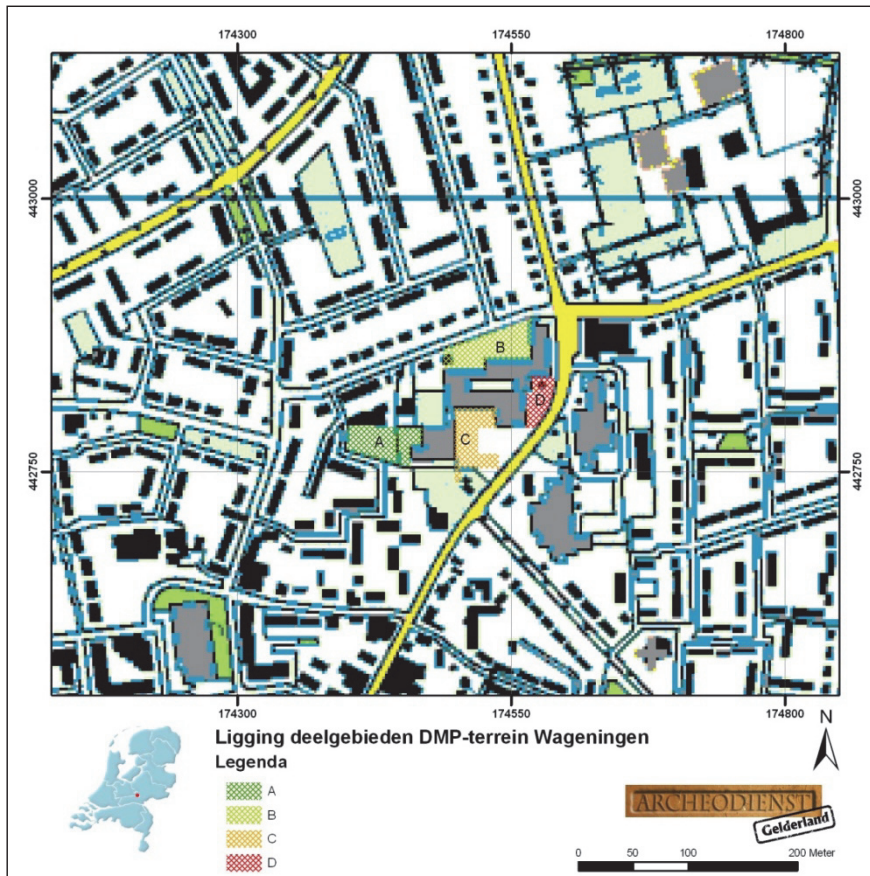 174300 174550 174800
443000 443000
B
D
A
C
442750 442750
174300 174550 174800
N
Ligging deelgebieden DMP-terrein Wageningen
Legenda
A
B
C
D
ARCHEODIENST
Gelderland
0 50 100 200 Meter